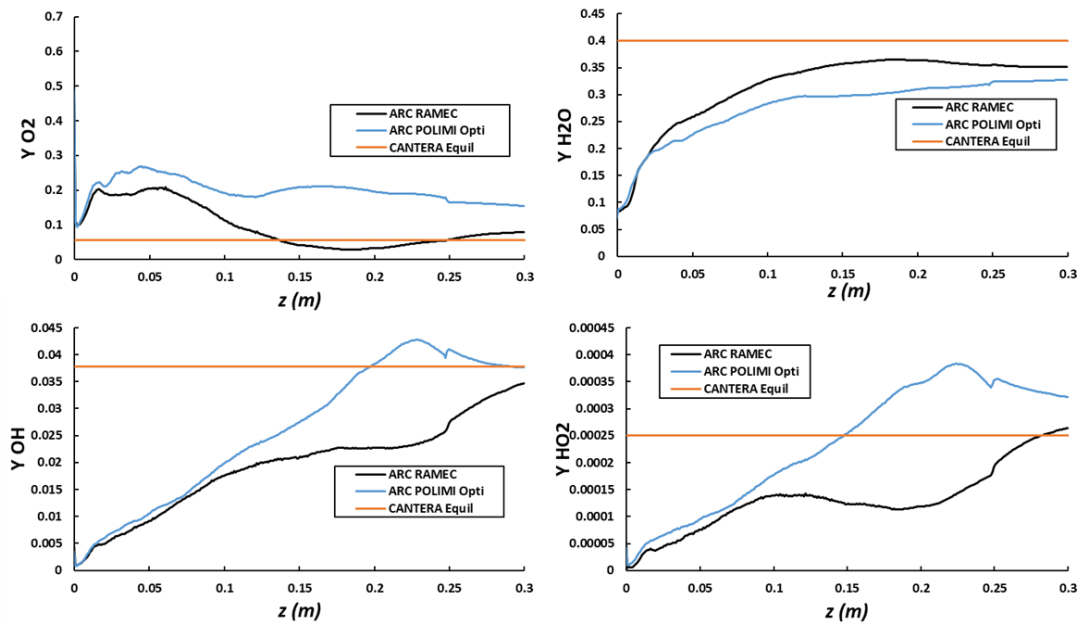 Y O2
0.7
0.6
0.5
0.4
0.3
0.2
0.1
0
0 0.05 0.1 0.15 0.2 0.25 0.3
z (m)
ARC RAMEC
ARC POLIMI Opti
CANTERA Equil
Y H2O
0.45
0.4
0.35
0.3
0.25
0.2
0.15
0.1
0.05
0
0 0.05 0.1 0.15 0.2 0.25 0.3
z (m)
ARC RAMEC
ARC POLIMI Opti
CANTERA Equil
Y OH
0.045
0.04
0.035
0.03
0.025
0.02
0.015
0.01
0.005
0
0 0.05 0.1 0.15 0.2 0.25 0.3
z (m)
ARC RAMEC
ARC POLIMI Opti
CANTERA Equil
Y HO2
0.00045
0.0004
0.00035
0.0003
0.00025
0.0002
0.00015
0.0001
0.00005
0
0 0.05 0.1 0.15 0.2 0.25 0.3
z (m)
ARC RAMEC
ARC POLIMI Opti
CANTERA Equil